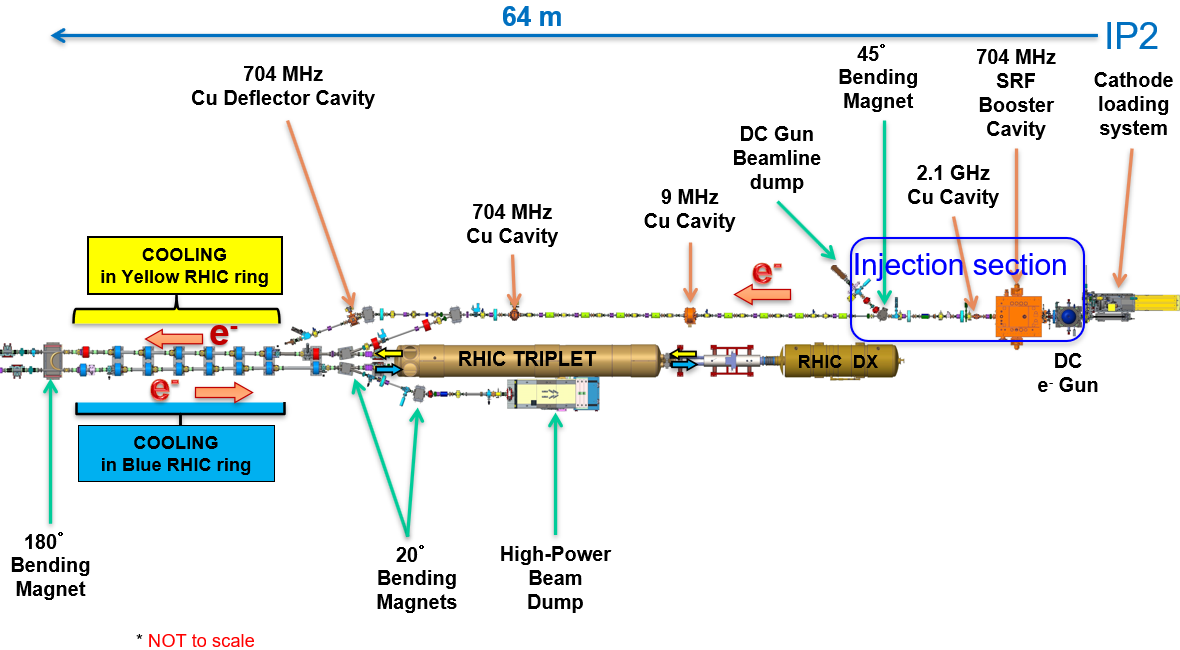 64 m
IP2
704 MHz
Cu Deflector Cavity
45°
Bending
Magnet
704 MHz
SRF
Booster
Cavity
Cathode
loading
system
DC Gun
Beamline
dump
2.1 GHz
Cu Cavity
704 MHz
Cu Cavity
9 MHz
Cu Cavity
COOLING
in Yellow RHIC ring
Injection section
e-
e-
RHIC TRIPLET
RHIC DX
DC
e- Gun
e-
COOLING
in Blue RHIC ring
180°
Bending
Magnet
20°
Bending
Magnets
High-Power
Beam
Dump
* NOT to scale